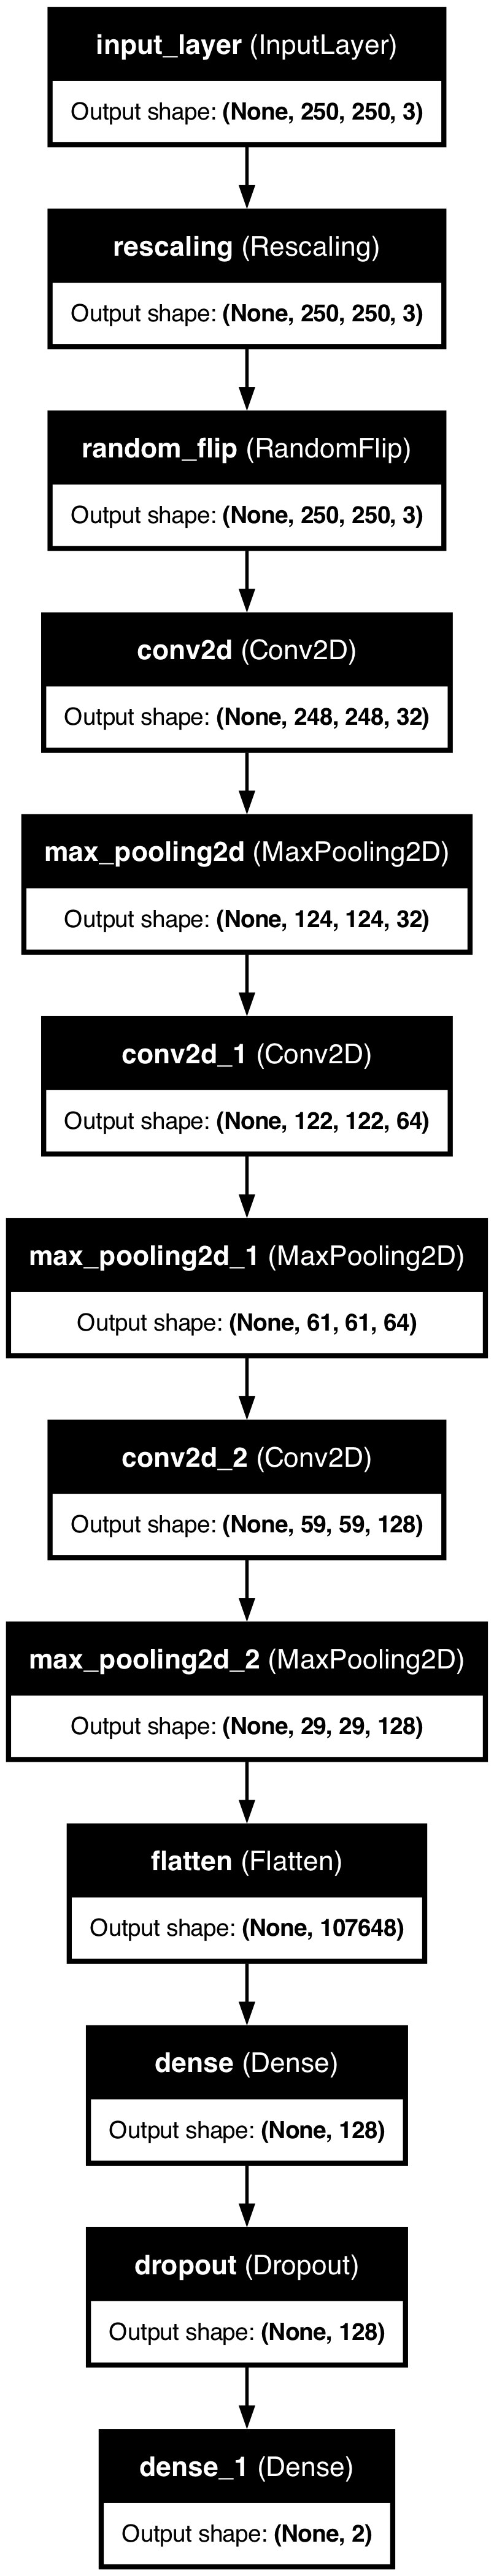 input_layer (InputLayer)
Output shape: (None, 250, 250, 3)
rescaling (Rescaling)
Output shape: (None, 250, 250, 3)
random_flip (RandomFlip)
Output shape: (None, 250, 250, 3)
conv2d (Conv2D)
Output shape: (None, 248, 248, 32)
max_pooling2d (MaxPooling2D)
Output shape: (None, 124, 124, 32)
conv2d_1 (Conv2D)
Output shape: (None, 122, 122, 64)
max_pooling2d_1 (MaxPooling2D)
Output shape: (None, 61, 61, 64)
conv2d_2 (Conv2D)
Output shape: (None, 59, 59, 128)
max_pooling2d_2 (MaxPooling2D)
Output shape: (None, 29, 29, 128)
flatten (Flatten)
Output shape: (None, 107648)
dense (Dense)
Output shape: (None, 128)
dropout (Dropout)
Output shape: (None, 128)
dense_1 (Dense)
Output shape: (None, 2)